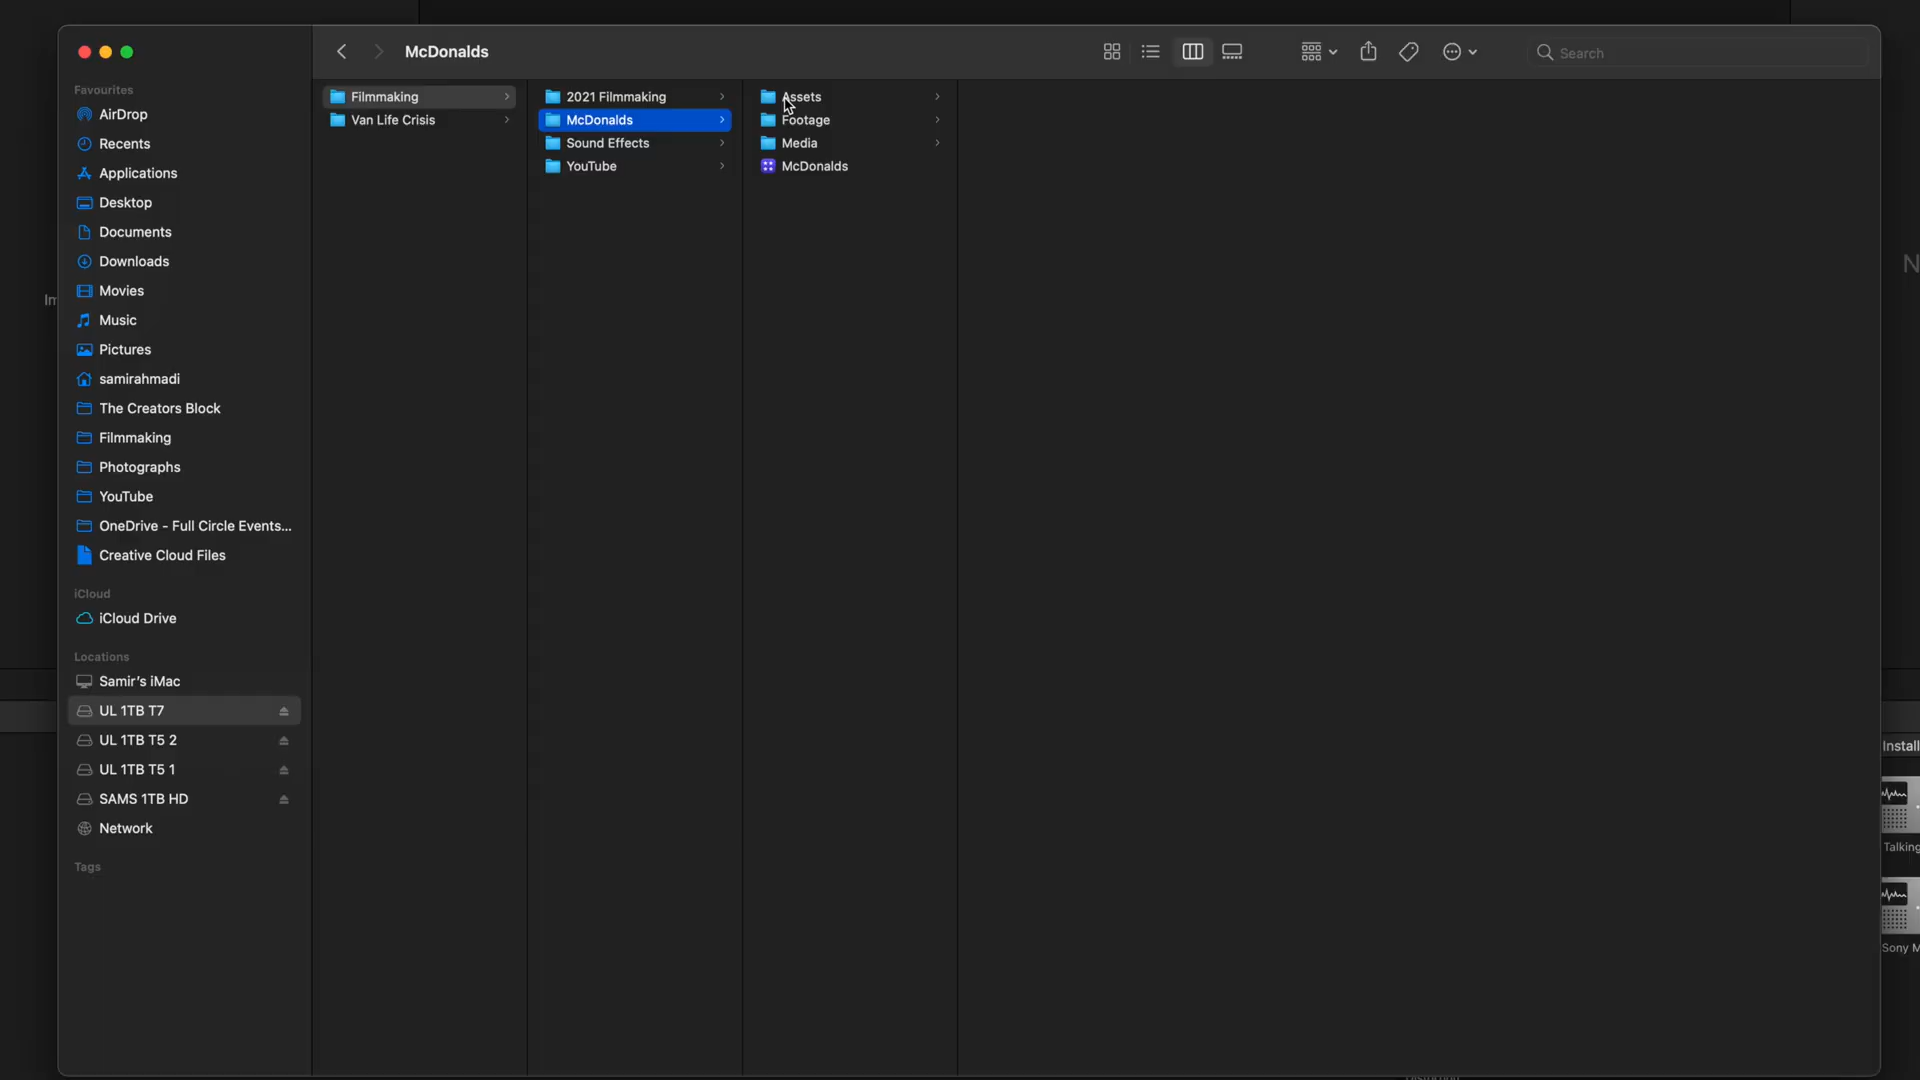 McDonalds
Search
Favourites
AirDrop
Recents
Applications
Desktop
Documents
Downloads
Movies
Music
Pictures
samirahmadi
The Creators Block
Filmmaking
Photographs
YouTube
OneDrive - Full Circle Events...
Creative Cloud Files
iCloud
iCloud Drive
Locations
Samir's iMac
UL 1TB T7
UL 1TB T5 2
UL 1TB T5 1
SAMS 1TB HD
Network
Tags
Filmmaking
Van Life Crisis
2021 Filmmaking
McDonalds
Sound Effects
YouTube
Assets
Footage
Media
McDonalds
Im
N
Install
Talking
Sony M